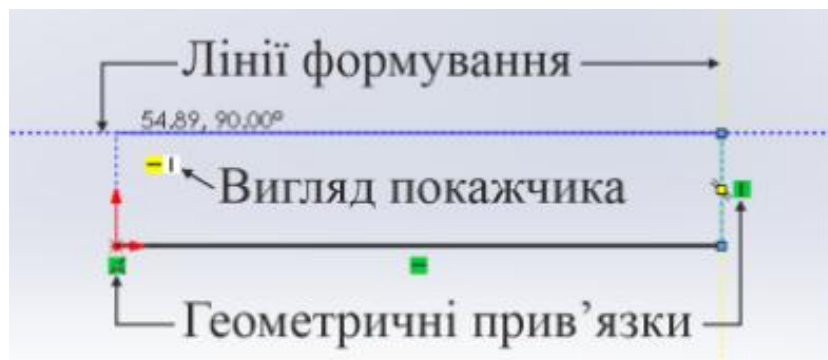 Лінії формування
54.89, 90.00°
Вигляд покажчика
Геометричні прив’язки